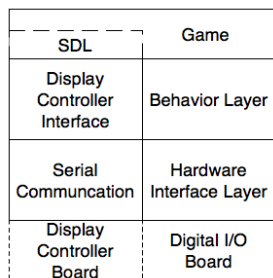 SDL
Game
Display
Controller
Interface
Behavior Layer
Serial
Communcation
Hardware
Interface Layer
Display
Controller
Board
Digital I/O
Board